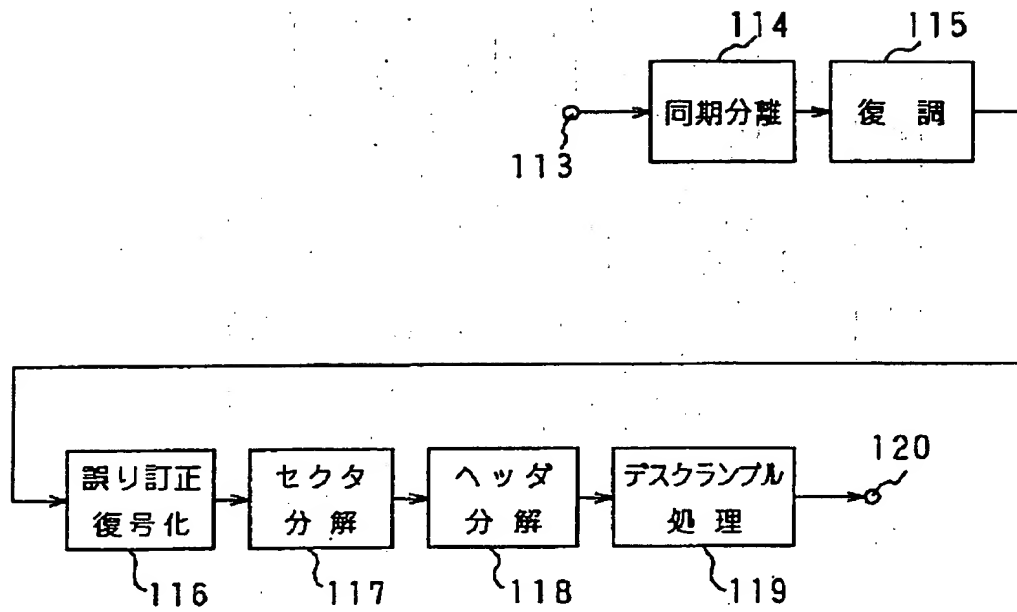 114
115
同期分離
復調
113
120
誤り訂正
復号化
セクタ
分解
ヘッダ
分解
デスクランブル
処理
116
117
118
119